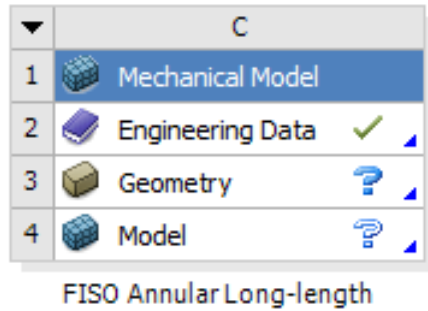 C
1 Mechanical Model
2 Engineering Data
3 Geometry ?
4 Model ?
FISO Annular Long-length